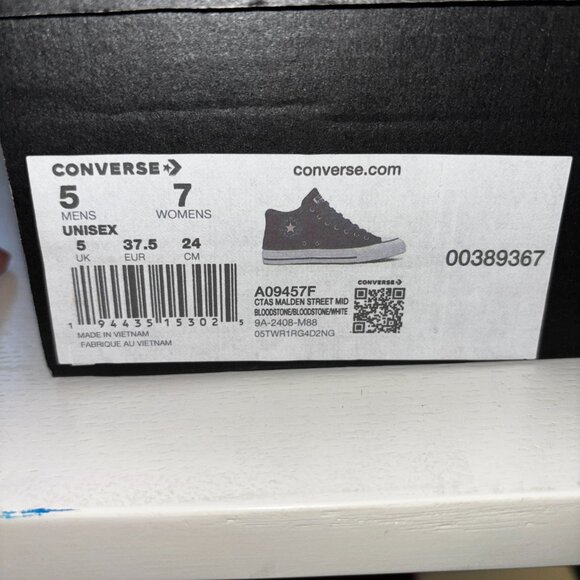 CONVERSE
converse.com
5 7
MENS WOMENS
UNISEX
5 37.5 24
UK EUR CM
00389367
A09457F
CTAS MALDEN STREET MID
BLOODSTONE/BLOODSTONE/WHITE
9A-2408-M88
05TWR1RG4D2NG
CONVERSE
1 94435 15302 5
MADE IN VIETNAM
FABRIQUE AU VIETNAM